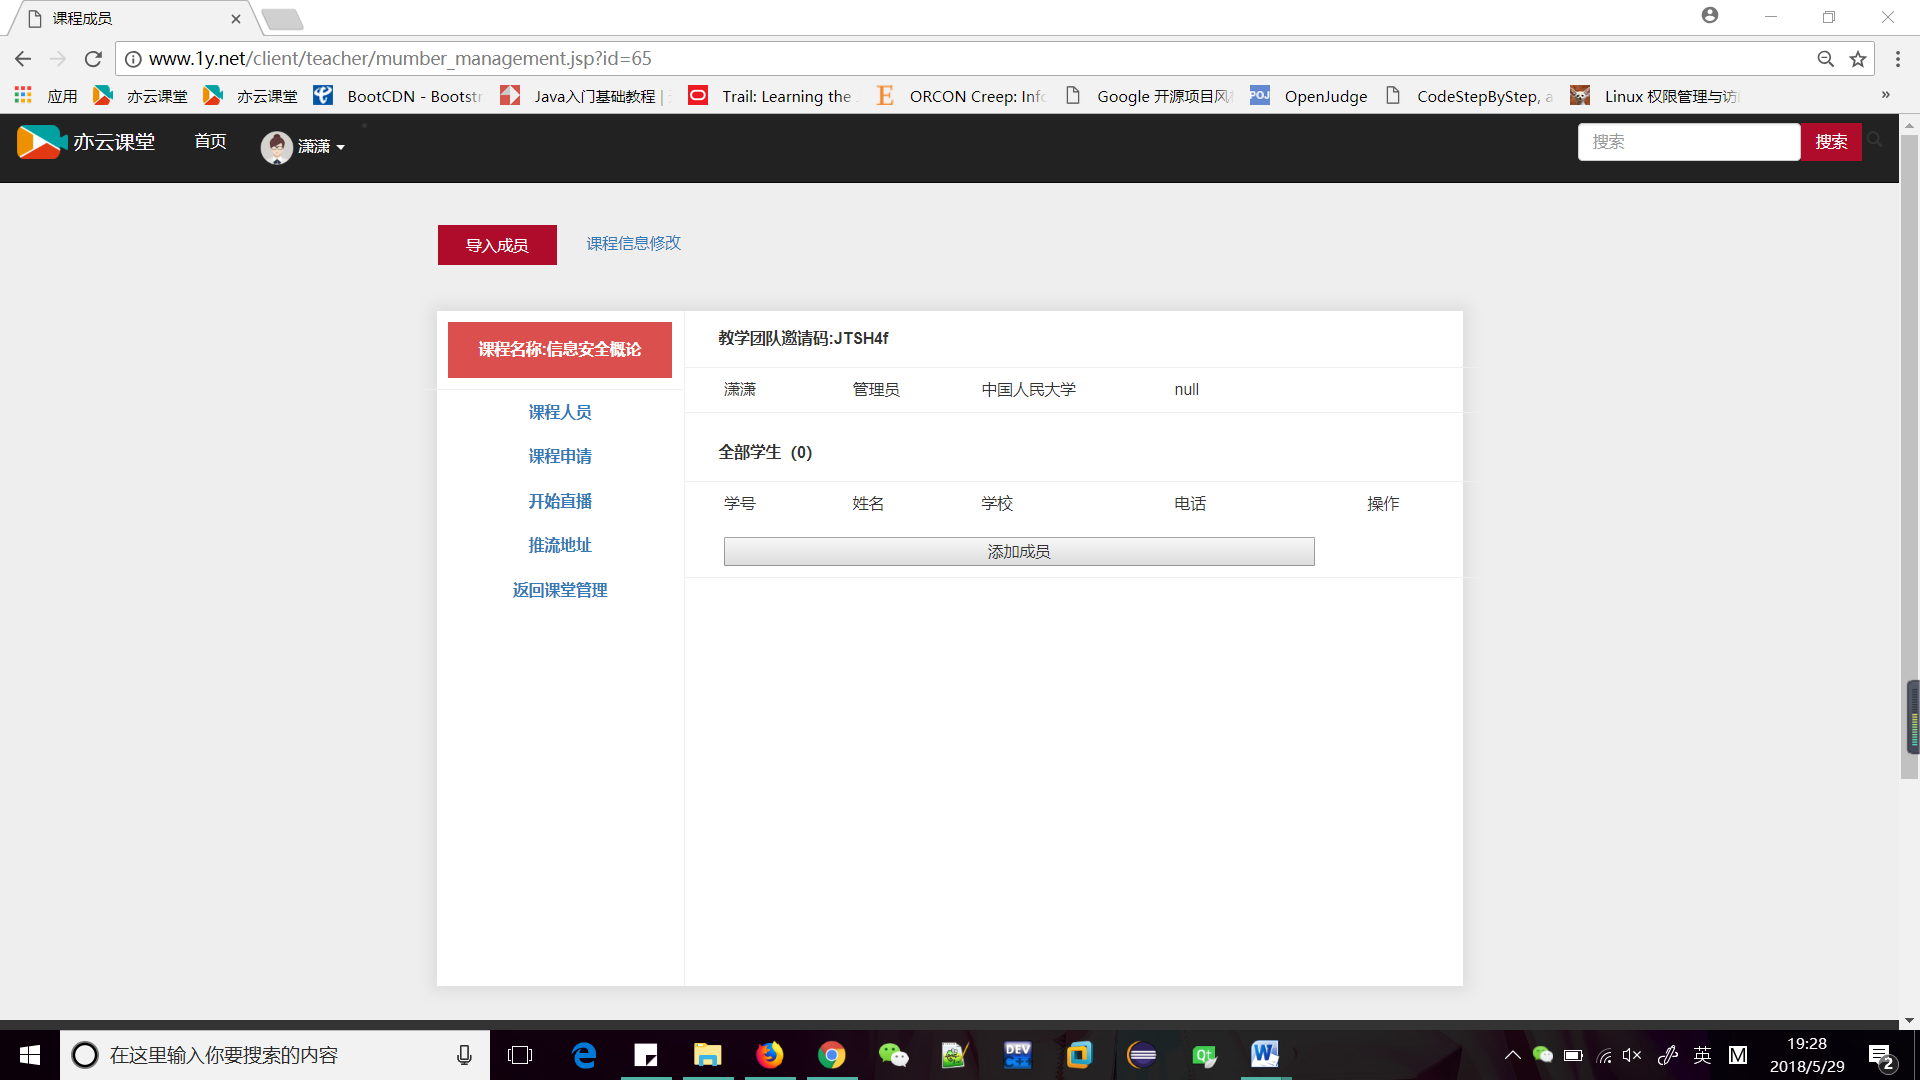 课程成员
www.1y.net/client/teacher/mumber_management.jsp?id=65
应用 亦云课堂 亦云课堂 BootCDN - Bootstr Java入门基础教程 | Trail: Learning the ORCON Creep: Info Google 开源项目风 OpenJudge CodeStepByStep, a Linux 权限管理与访 »
亦云课堂 首页 潇潇 搜索 搜索
导入成员 课程信息修改
课程名称:信息安全概论
课程人员
课程申请
开始直播
推流地址
返回课堂管理
教学团队邀请码:JTSH4f
潇潇 管理员 中国人民大学 null
全部学生（0）
学号 姓名 学校 电话 操作
添加成员
在这里输入你要搜索的内容
DEV
C++
Qt
W
英 M
19:28
2018/5/29
2